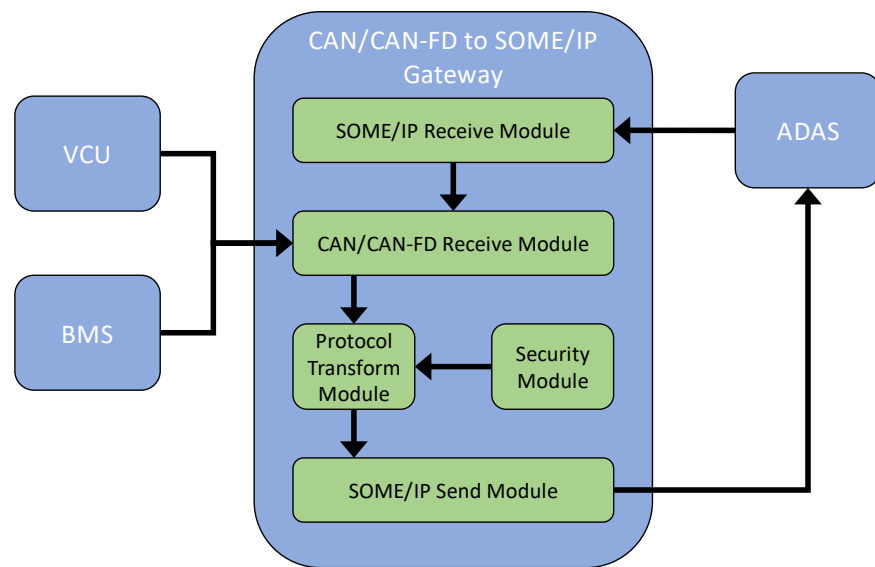 CAN/CAN-FD to SOME/IP
Gateway
SOME/IP Receive Module
VCU
ADAS
CAN/CAN-FD Receive Module
BMS
Protocol
Transform
Module
Security
Module
SOME/IP Send Module